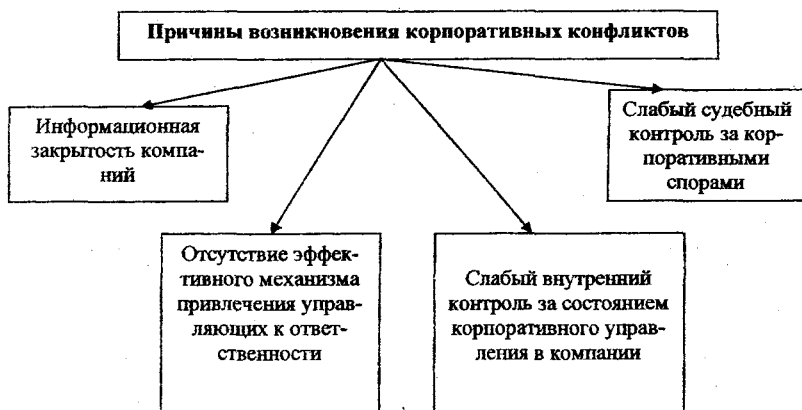 Причины возникновения корпоративных конфликтов
Информационная
закрытость компа-
ний
Слабый судебный
контроль за кор-
поративными
спорами
Отсутствие эффек-
тивного механизма
привлечения управ-
ляющих к ответ-
ственности
Слабый внутренний
контроль за состоянием
корпоративного управ-
ления в компании